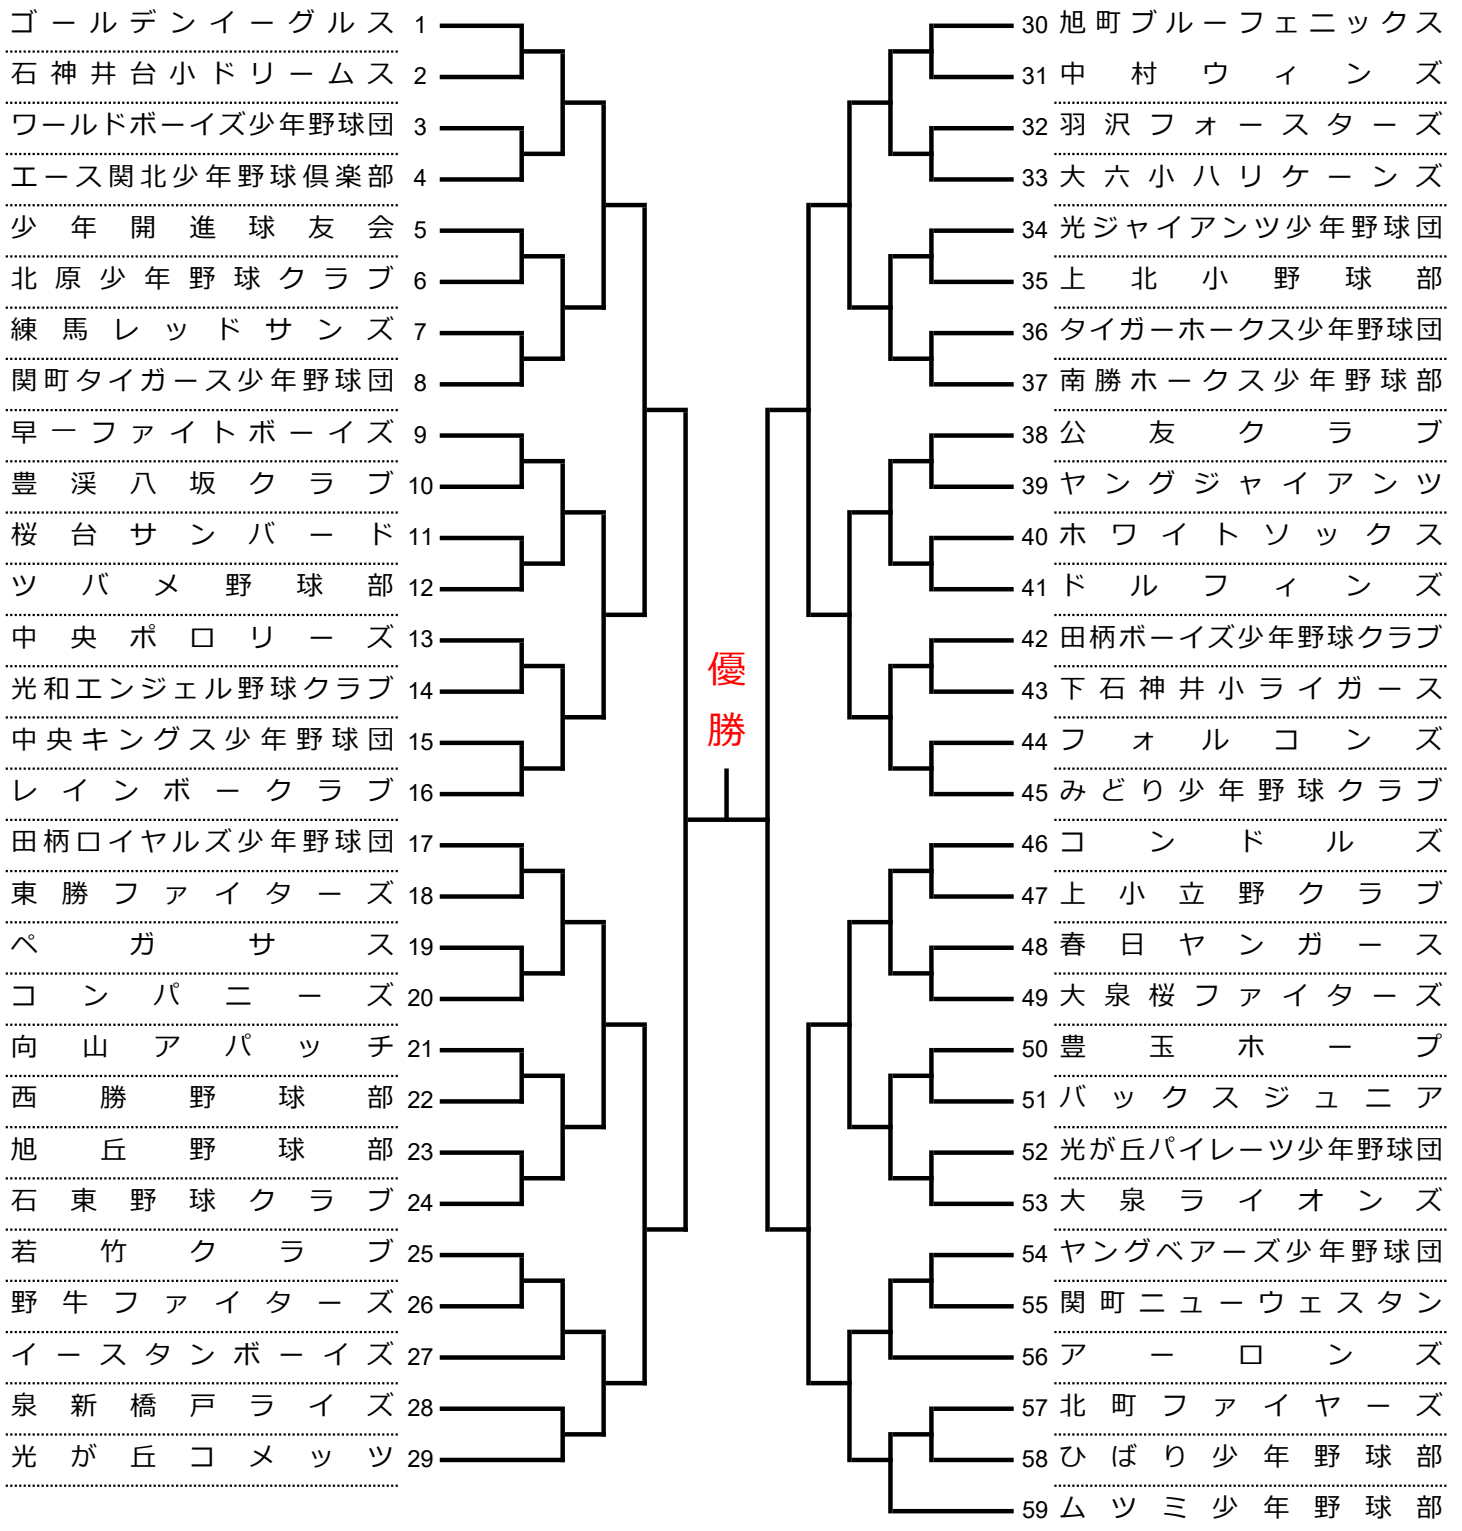 ゴールデンイーグルス 1
石神井台小ドリームス 2
ワールドボーイズ少年野球団 3
エース関北少年野球倶楽部 4
少年開進球友会 5
北原少年野球クラブ 6
練馬レッドサンズ 7
関町タイガース少年野球団 8
早一ファイトボーイズ 9
豊渓八坂クラブ 10
桜台サンバード 11
ツバメ野球部 12
中央ポロリーズ 13
光和エンジェル野球クラブ 14
中央キングス少年野球団 15
レインボークラブ 16
田柄ロイヤルズ少年野球団 17
東勝ファイターズ 18
ペガサス 19
コンパニーズ 20
向山アパッチ 21
西勝野球部 22
旭丘野球部 23
石東野球クラブ 24
若竹クラブ 25
野牛ファイターズ 26
イースタンボーイズ 27
泉新橋戸ライズ 28
光が丘コメッツ 29
優勝
30 旭町ブルーフェニックス
31 中村ウィンズ
32 羽沢フォースターズ
33 大六小ハリケーンズ
34 光ジャイアンツ少年野球団
35 上北小野球部
36 タイガーホークス少年野球団
37 南勝ホークス少年野球部
38 公友クラブ
39 ヤングジャイアンツ
40 ホワイトソックス
41 ドルフィンズ
42 田柄ボーイズ少年野球クラブ
43 下石神井小ライガース
44 フォルコンズ
45 みどり少年野球クラブ
46 コンドルズ
47 上小立野クラブ
48 春日ヤンガース
49 大泉桜ファイターズ
50 豊玉ホープ
51 バックスジュニア
52 光が丘パイレーツ少年野球団
53 大泉ライオンズ
54 ヤングベアーズ少年野球団
55 関町ニューウェスタン
56 アーロンズ
57 北町ファイヤーズ
58 ひばり少年野球部
59 ムツミ少年野球部